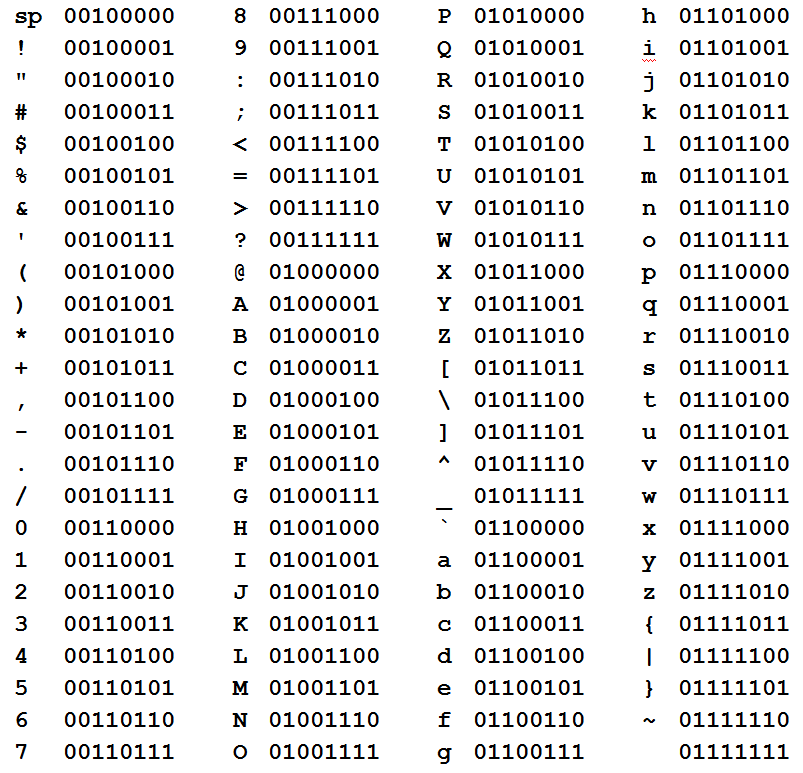 sp 00100000 8 00111000 P 01010000 h 01101000
! 00100001 9 00111001 Q 01010001 i 01101001
" 00100010 : 00111010 R 01010010 j 01101010
# 00100011 ; 00111011 S 01010011 k 01101011
$ 00100100 < 00111100 T 01010100 l 01101100
% 00100101 = 00111101 U 01010101 m 01101101
& 00100110 > 00111110 V 01010110 n 01101110
' 00100111 ? 00111111 W 01010111 o 01101111
( 00101000 @ 01000000 X 01011000 p 01110000
) 00101001 A 01000001 Y 01011001 q 01110001
* 00101010 B 01000010 Z 01011010 r 01110010
+ 00101011 C 01000011 [ 01011011 s 01110011
, 00101100 D 01000100 \ 01011100 t 01110100
- 00101101 E 01000101 ] 01011101 u 01110101
. 00101110 F 01000110 ^ 01011110 v 01110110
/ 00101111 G 01000111 _ 01011111 w 01110111
0 00110000 H 01001000 ` 01100000 x 01111000
1 00110001 I 01001001 a 01100001 y 01111001
2 00110010 J 01001010 b 01100010 z 01111010
3 00110011 K 01001011 c 01100011 { 01111011
4 00110100 L 01001100 d 01100100 | 01111100
5 00110101 M 01001101 e 01100101 } 01111101
6 00110110 N 01001110 f 01100110 ~ 01111110
7 00110111 O 01001111 g 01100111 01111111